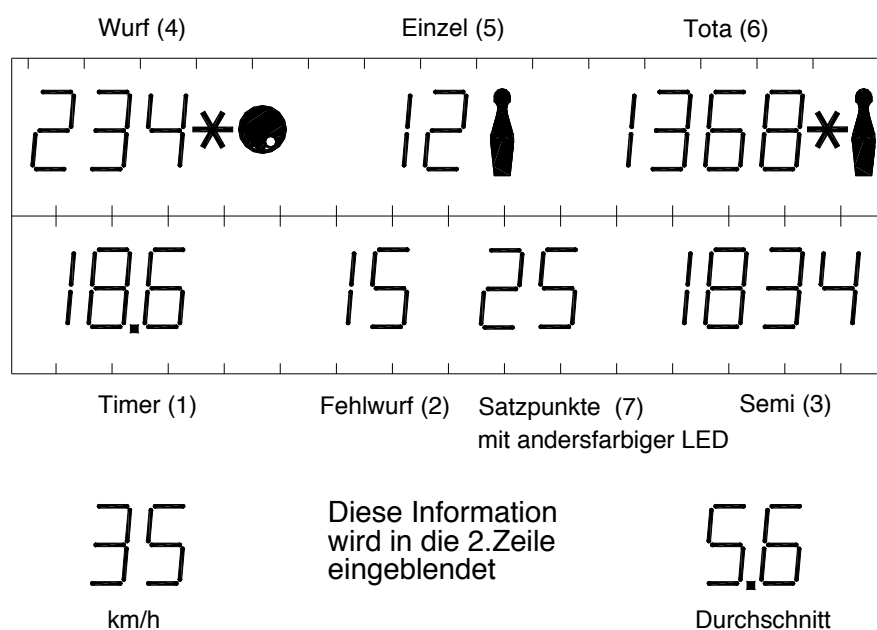 Wurf (4) Einzel (5) Tota (6)
234* 12 1368*
18.6 15 25 1834
Timer (1) Fehlwurf (2) Satzpunkte (7) Semi (3)
mit andersfarbiger LED
35 Diese Information 5.6
wird in die 2.Zeile
eingeblendet
km/h Durchschnitt